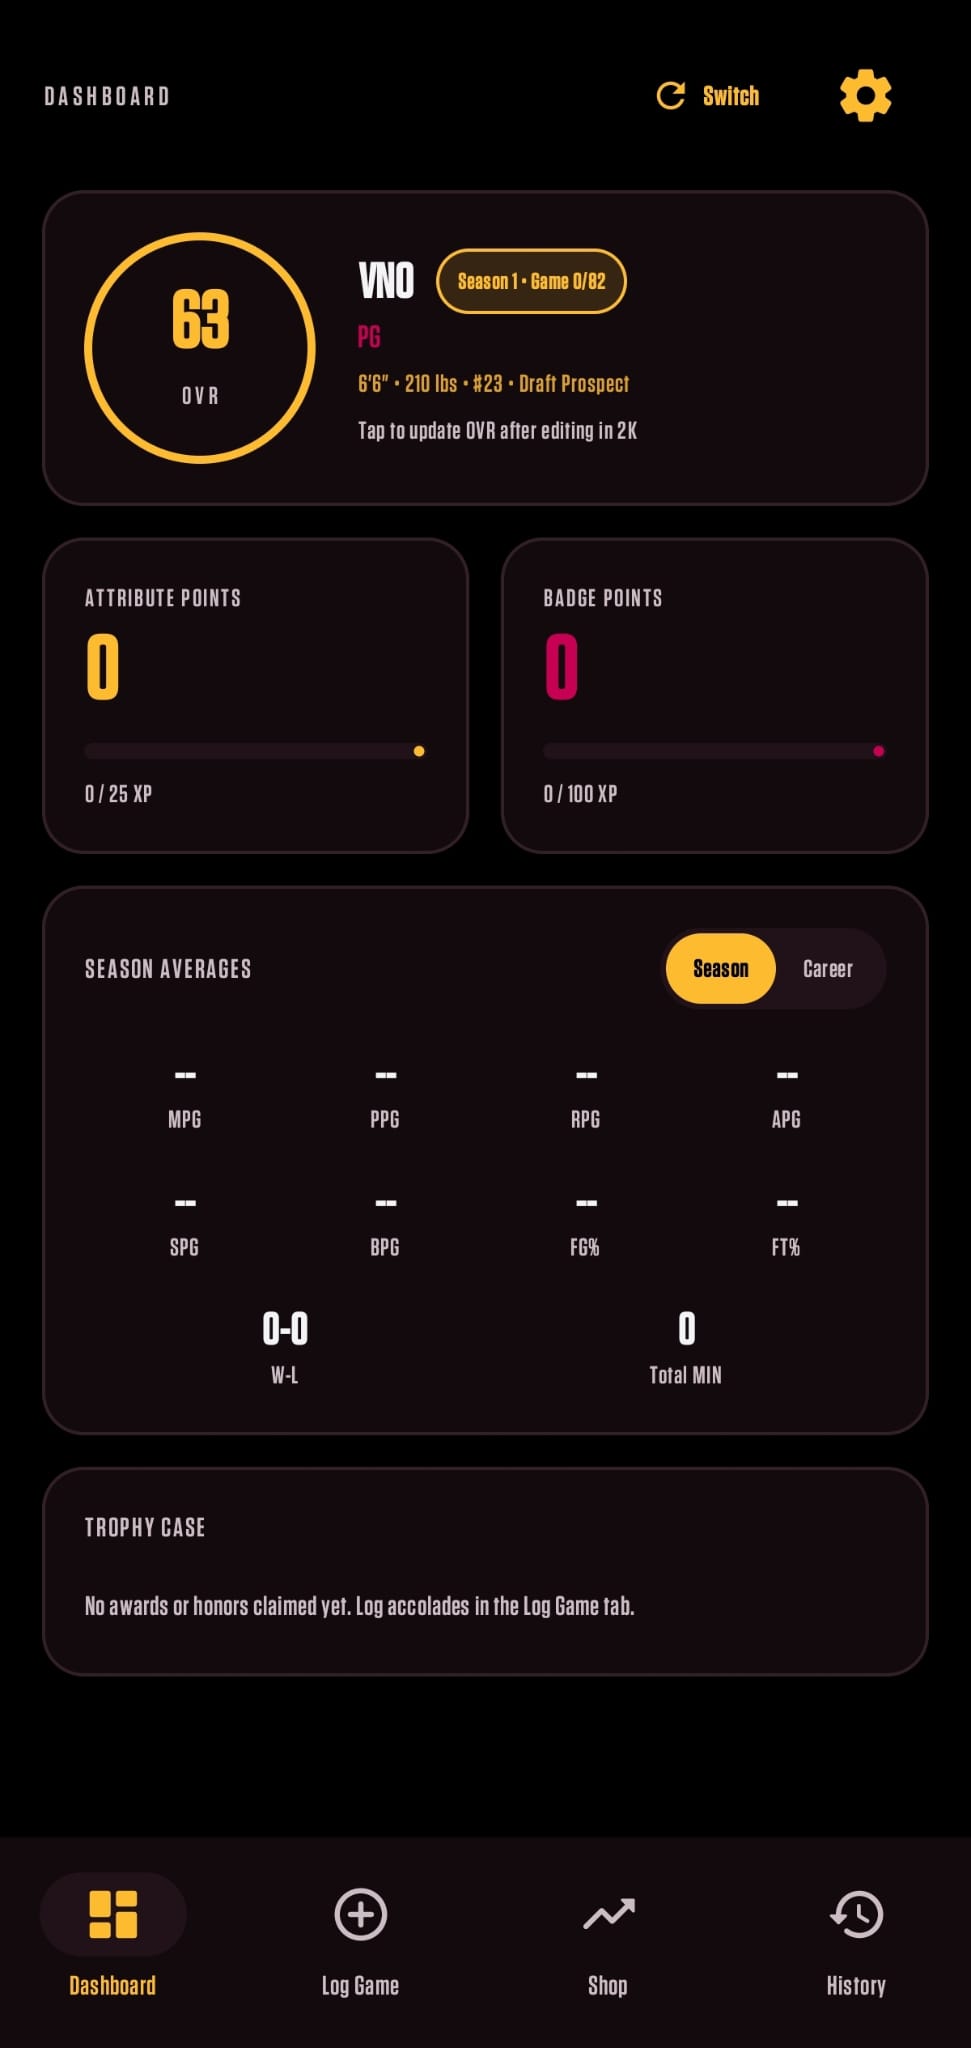 DASHBOARD
Switch
63
OVR
VNO
Season 1 • Game 0/82
PG
6'6" • 210 lbs • #23 • Draft Prospect
Tap to update OVR after editing in 2K
ATTRIBUTE POINTS
0
0 / 25 XP
BADGE POINTS
0
0 / 100 XP
SEASON AVERAGES
Season
Career
-- -- -- --
MPG PPG RPG APG
-- -- -- --
SPG BPG FG% FT%
0-0 0
W-L Total MIN
TROPHY CASE
No awards or honors claimed yet. Log accolades in the Log Game tab.
Dashboard Log Game Shop History